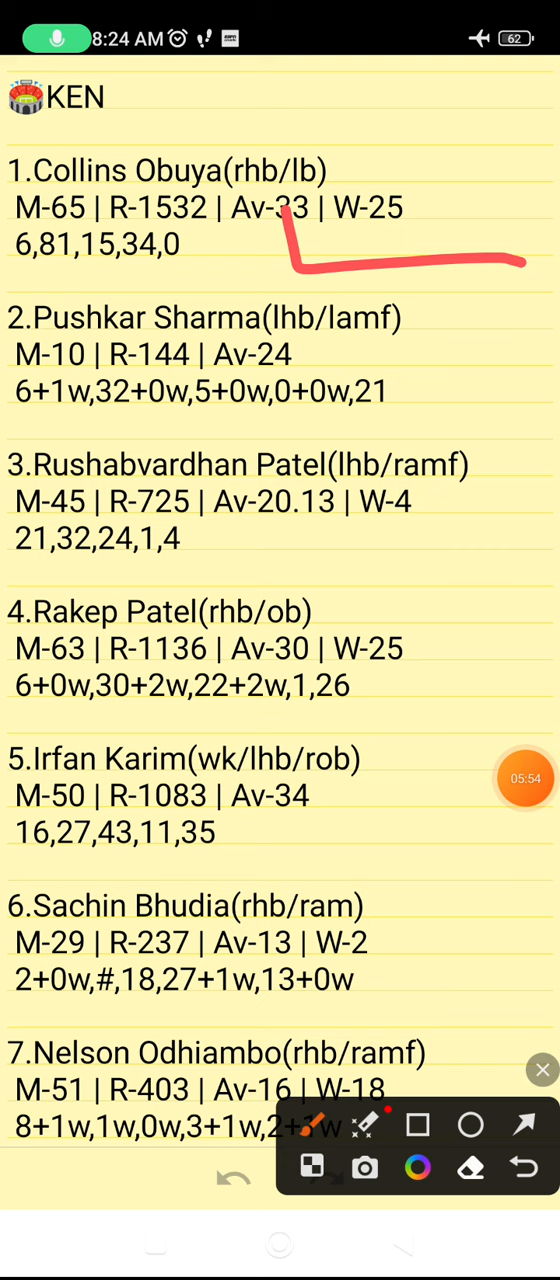 8:24 AM
62
KEN
1.Collins Obuya(rhb/lb)
M-65 | R-1532 | Av-33 | W-25
6,81,15,34,0
2.Pushkar Sharma(lhb/lamf)
M-10 | R-144 | Av-24
6+1w,32+0w,5+0w,0+0w,21
3.Rushabvardhan Patel(lhb/ramf)
M-45 | R-725 | Av-20.13 | W-4
21,32,24,1,4
4.Rakep Patel(rhb/ob)
M-63 | R-1136 | Av-30 | W-25
6+0w,30+2w,22+2w,1,26
5.Irfan Karim(wk/lhb/rob)
05:54
M-50 | R-1083 | Av-34
16,27,43,11,35
6.Sachin Bhudia(rhb/ram)
M-29 | R-237 | Av-13 | W-2
2+0w,#,18,27+1w,13+0w
7.Nelson Odhiambo(rhb/ramf)
M-51 | R-403 | Av-16 | W-18
8+1w,1w,0w,3+1w,2+